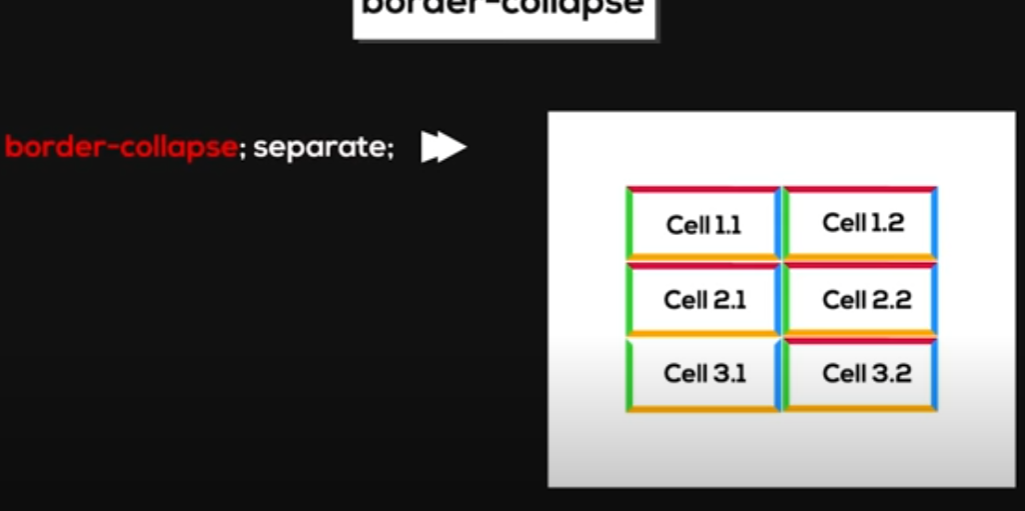 border-collapse
border-collapse; separate;
Cell 1.1 Cell 1.2
Cell 2.1 Cell 2.2
Cell 3.1 Cell 3.2